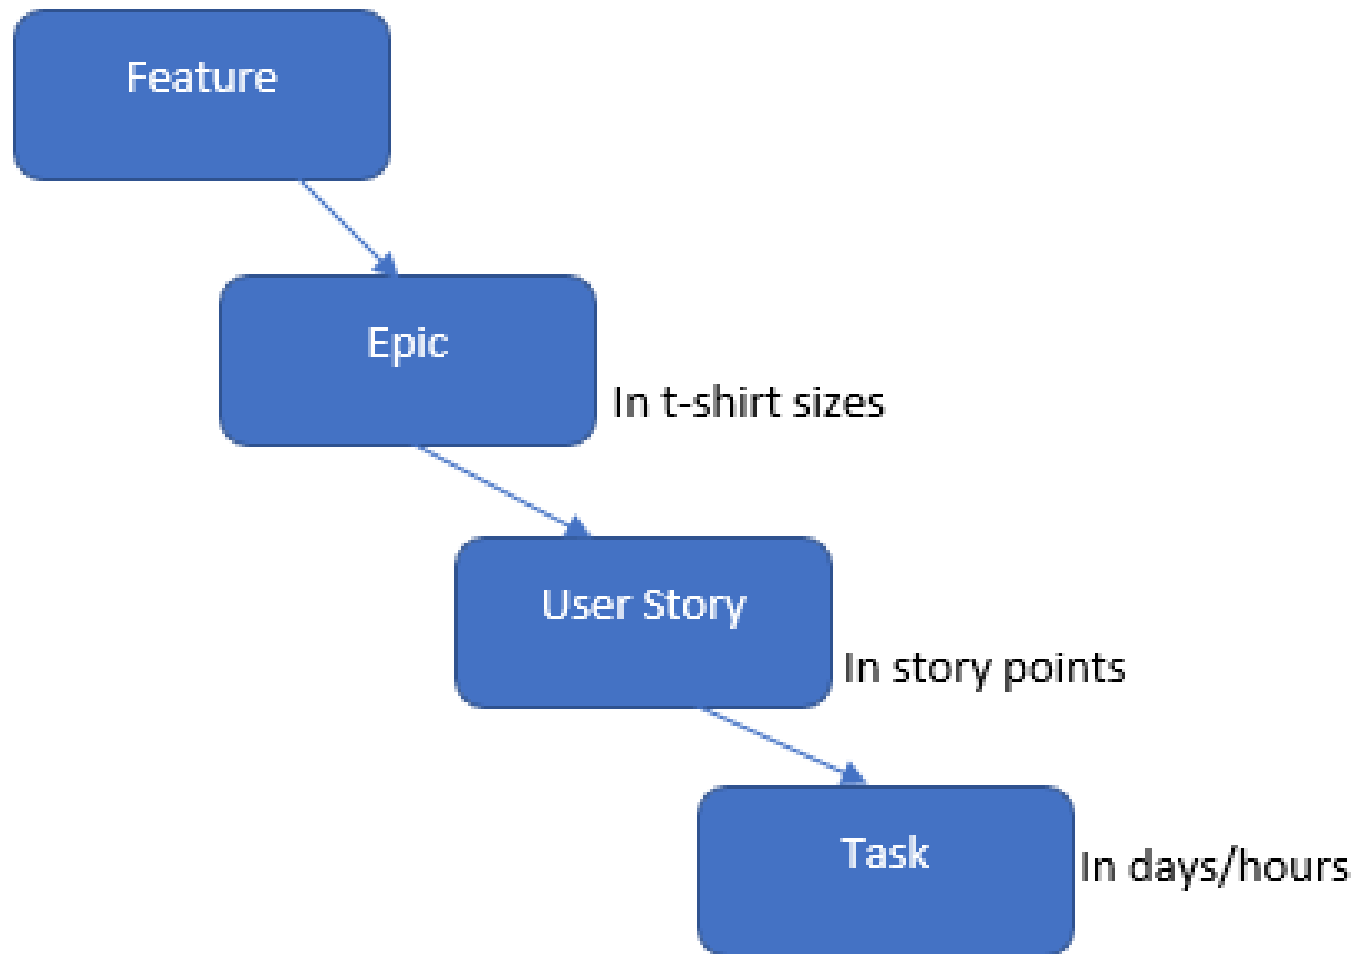 Feature
Epic
In t-shirt sizes
User Story
In story points
Task
In days/hours